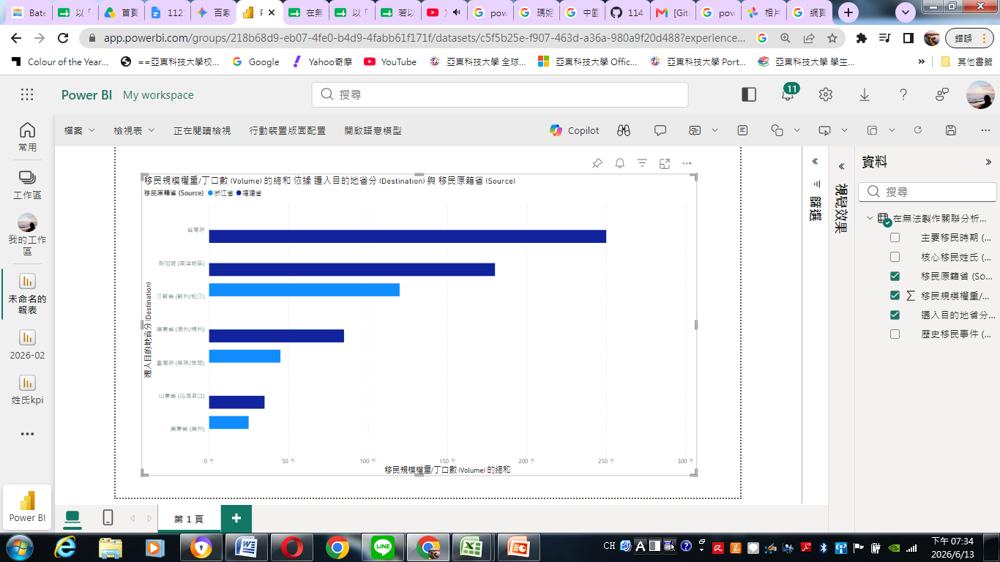 Bate
以「
首頁
112
百家
P
在無
以「
若以
pow
瑪妮
中國
114
M [Git
pow
相片
網頁
app.powerbi.com/groups/218b68d9-eb07-4fe0-b4d9-4fabb61f171f/datasets/c5f5b25e-f907-463d-a36a-980a9f20d488?experience...
錯誤
Colour of the Year...
==亞東科技大學校...
Google
Yahoo奇摩
YouTube
亞東科技大學 全球...
亞東科技大學 Offic...
亞東科技大學 Port...
亞東科技大學 學生...
»
其他書籤
Power BI
My workspace
搜尋
11
檔案
檢視表
正在閱讀檢視
行動裝置版面配置
開啟語意模型
Copilot
常用
工作區
我的工作
區
未命名的
報表
2026-02
姓氏kpi
Power BI
移民規模權重/丁口數 (Volume) 的總和 依據 遷入目的地省分 (Destination) 與 移民原籍省 (Source)
移民原籍省 (Source)
浙江省
福建省
遷入目的地省分 (Destination)
台灣府
新加坡 (南洋地區)
江蘇省 (蘇州/松江)
廣東省 (潮州/梅州)
臺灣府 (基隆/艋舺)
山東省 (沿海港口)
廣東省 (廣州)
0 千
50 千
100 千
150 千
200 千
250 千
300 千
移民規模權重/丁口數 (Volume) 的總和
篩選
視覺效果
資料
搜尋
在無法製作關聯分析...
主要移民時期 (...
核心移民姓氏 (...
移民原籍省 (So...
移民規模權重/...
遷入目的地省分...
歷史移民事件 (...
第 1 頁
CH
下午 07:34
2026/6/13